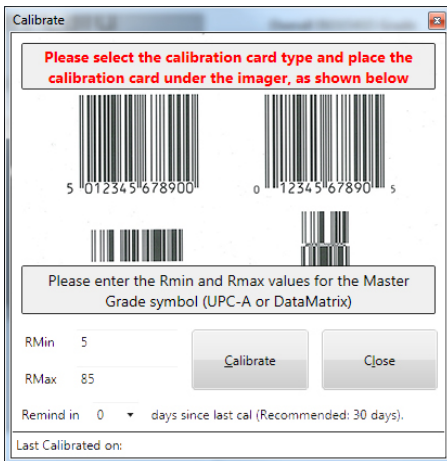 Calibrate
Please select the calibration card type and place the
calibration card under the imager, as shown below
5 012345 678900
0 12345 67890 5
Please enter the Rmin and Rmax values for the Master
Grade symbol (UPC-A or DataMatrix)
RMin 5
RMax 85
Calibrate Close
Remind in 0 days since last cal (Recommended: 30 days).
Last Calibrated on: